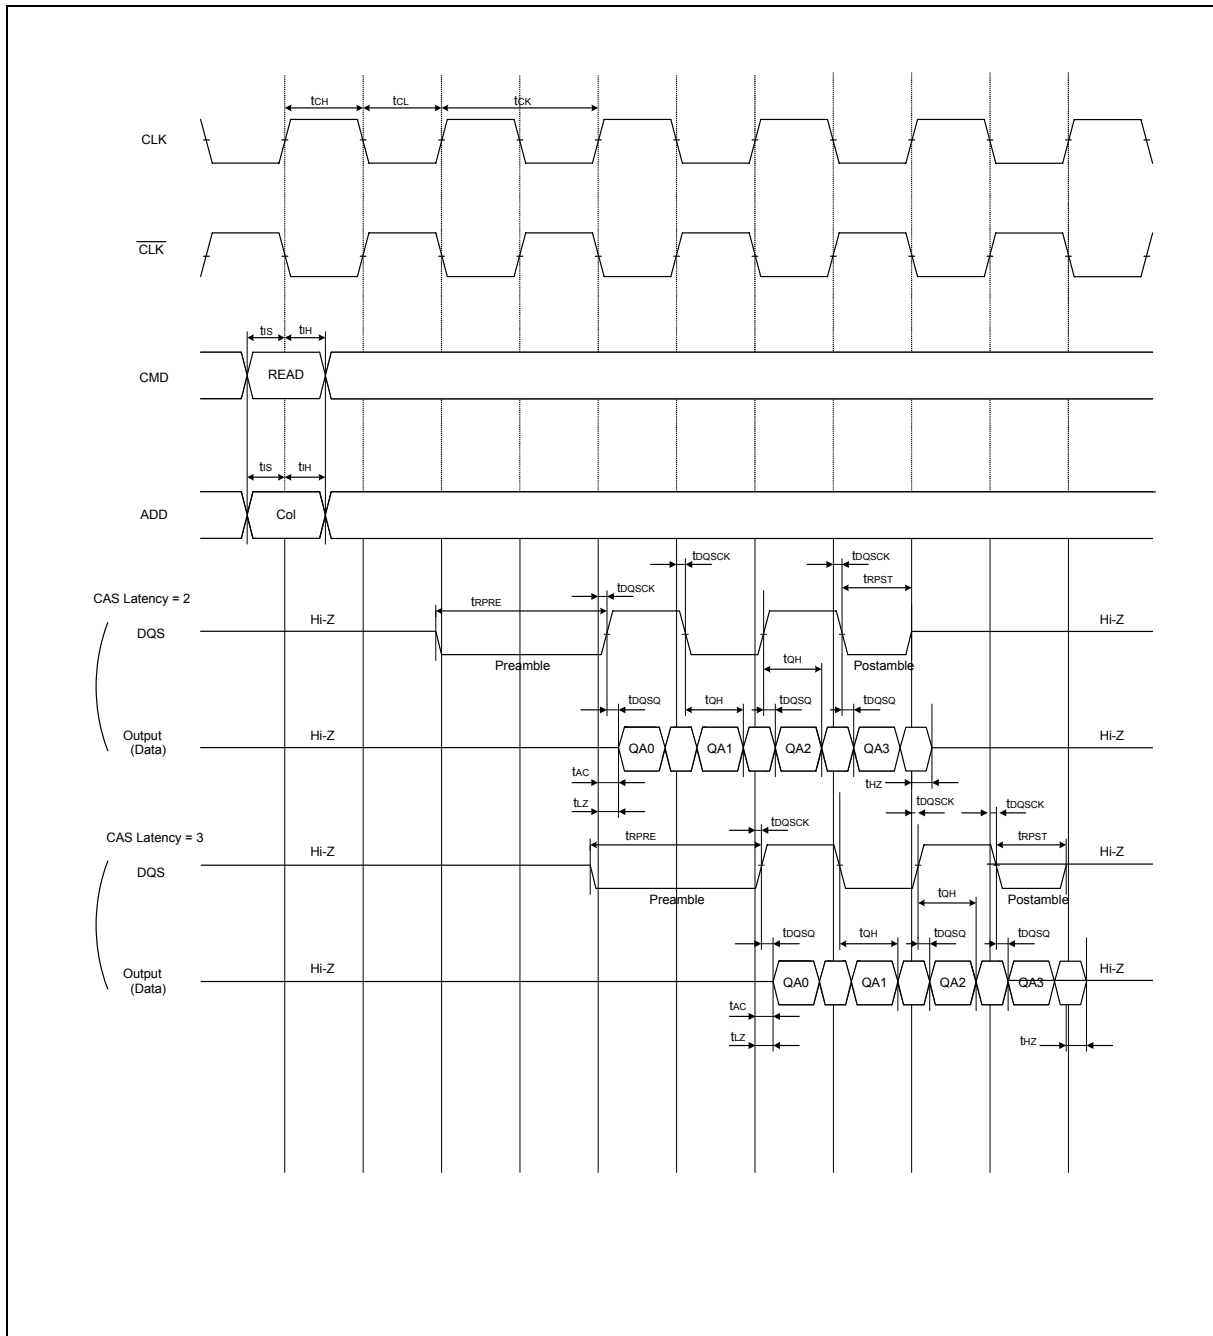 tCH tCL tCK
CLK
CLK
tIS tIH
CMD READ
tIS tIH
ADD Col
tDQSCK tDQSCK
tRPST
tDQSCK
CAS Latency = 2
tRPRE
Hi-Z Hi-Z
DQS
Preamble Postamble
tQH
tDQSQ tQH tDQSQ tDQSQ
Output
(Data)
Hi-Z QA0 QA1 QA2 QA3 Hi-Z
tAC
tHZ
tLZ
tDQSCK tDQSCK
tDQSCK
CAS Latency = 3
tRPRE tRPST
Hi-Z Hi-Z
DQS
Preamble Postamble
tQH
tDQSQ tQH tDQSQ tDQSQ
Output
(Data)
Hi-Z QA0 QA1 QA2 QA3 Hi-Z
tAC
tLZ tHZ